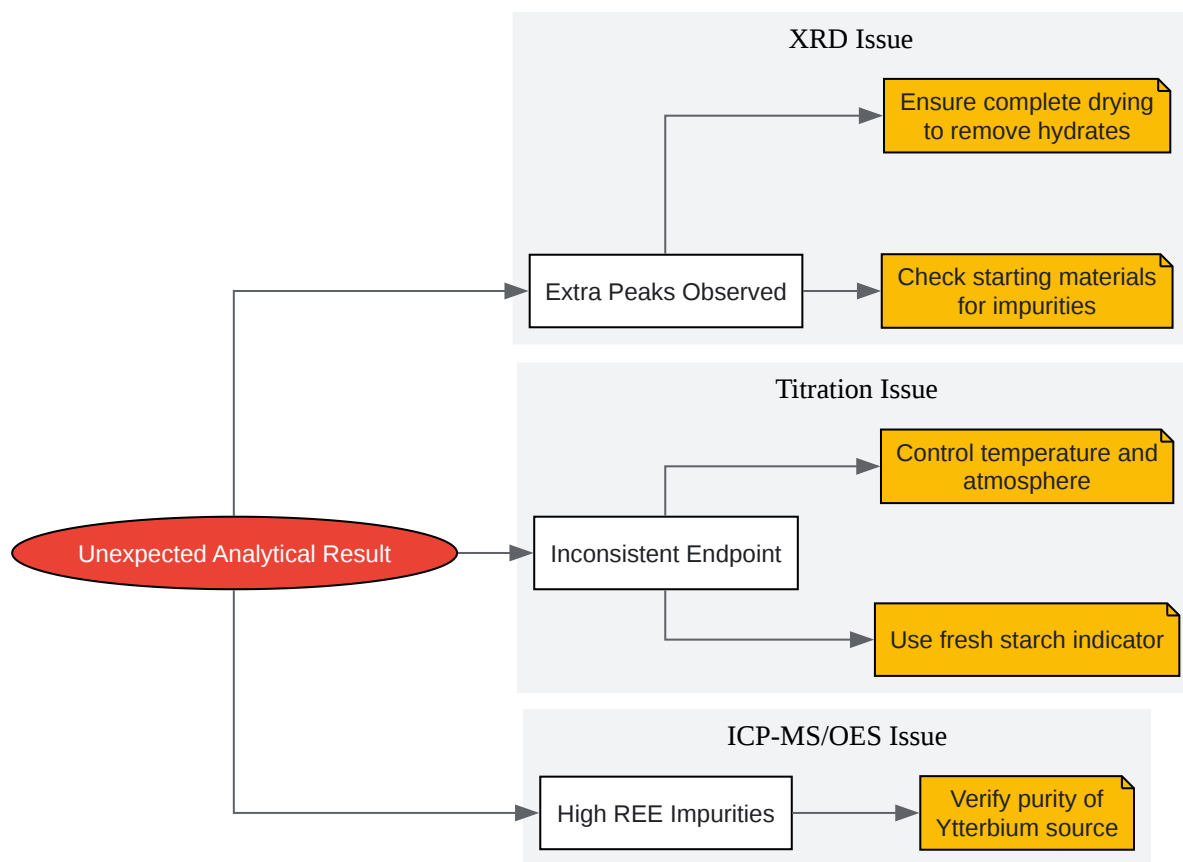 XRD Issue
Ensure complete drying
to remove hydrates
Extra Peaks Observed
Check starting materials
for impurities
Titration Issue
Control temperature and
atmosphere
Unexpected Analytical Result
Inconsistent Endpoint
Use fresh starch indicator
ICP-MS/OES Issue
High REE Impurities
Verify purity of
Ytterbium source